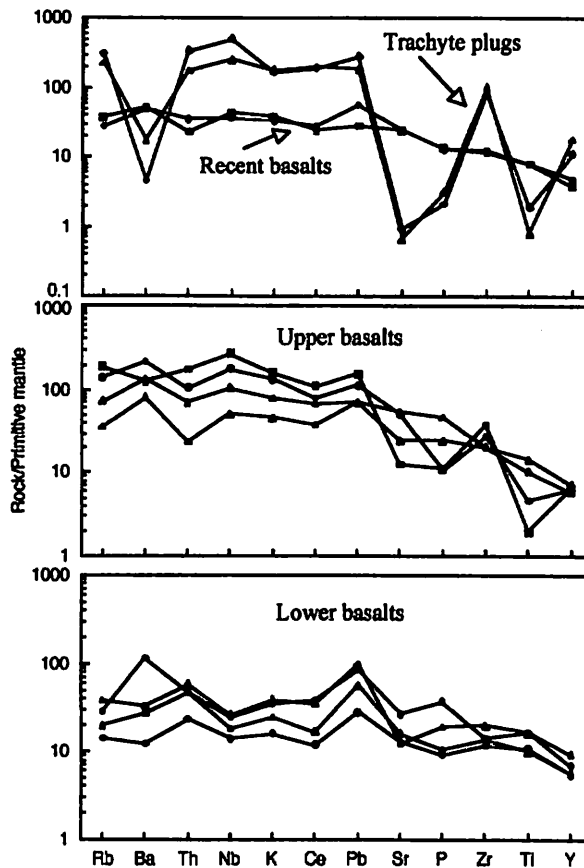 1000
100
10
1
0.1
Trachyte plugs
Recent basalts
Rock/Primitive mantle
1000
100
10
1
Upper basalts
1000
100
10
1
Lower basalts
Rb Ba Th Nb K Ce Pb Sr P Zr Ti Y